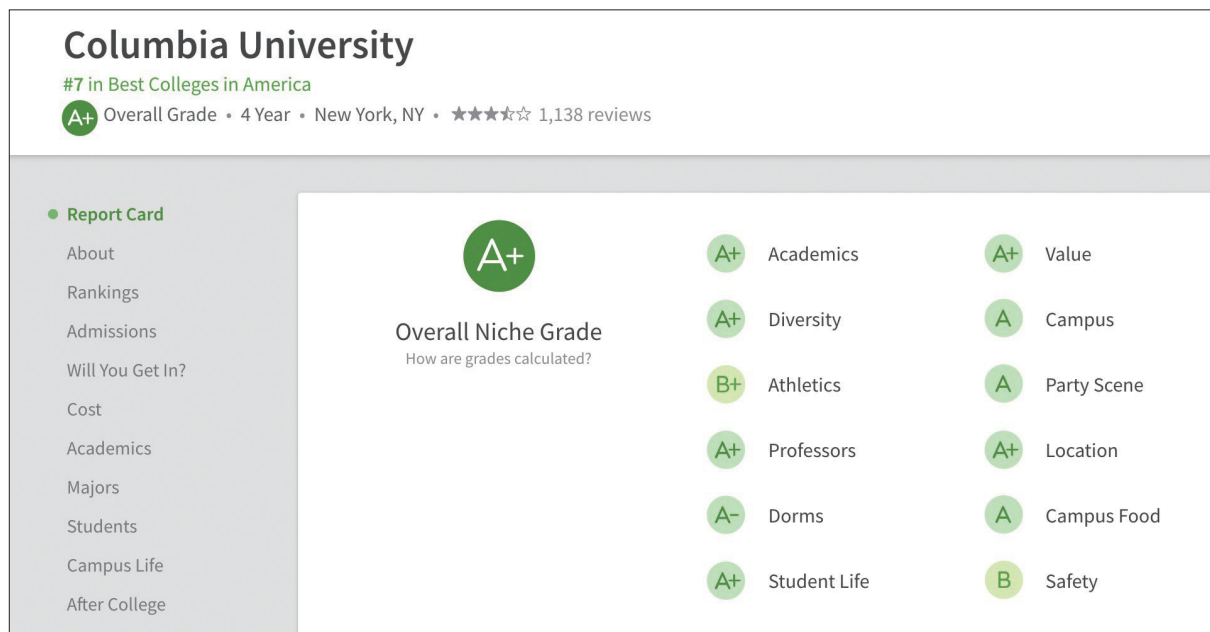 Columbia University
#7 in Best Colleges in America
A+ Overall Grade • 4 Year • New York, NY • ★★★⯪☆ 1,138 reviews
• Report Card
About
Rankings
Admissions
Will You Get In?
Cost
Academics
Majors
Students
Campus Life
After College
A+
Overall Niche Grade
How are grades calculated?
A+ Academics
A+ Diversity
B+ Athletics
A+ Professors
A- Dorms
A+ Student Life
A+ Value
A Campus
A Party Scene
A+ Location
A Campus Food
B Safety